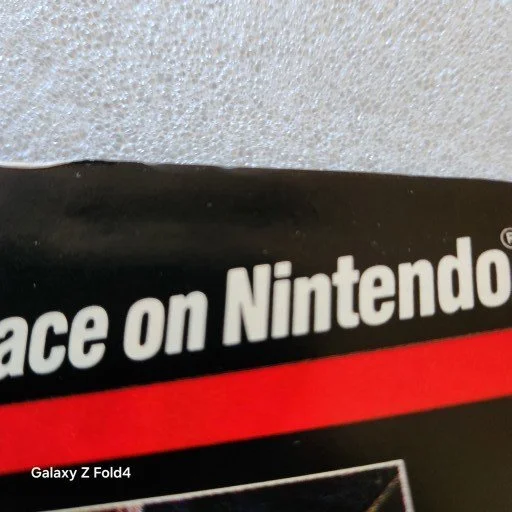 ace on Nintendo®
Galaxy Z Fold4